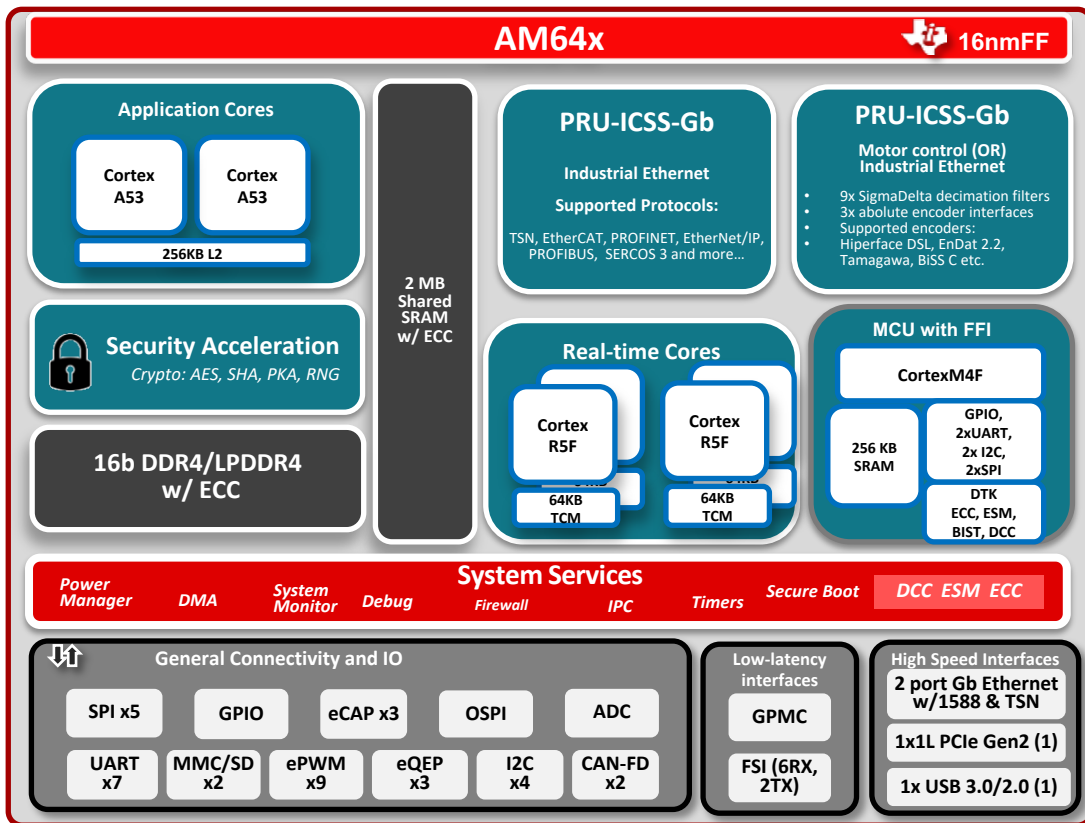 AM64x
16nmFF
Application Cores
Cortex
A53
Cortex
A53
256KB L2
Security Acceleration
Crypto: AES, SHA, PKA, RNG
16b DDR4/LPDDR4
w/ ECC
2 MB
Shared
SRAM
w/ ECC
PRU-ICSS-Gb
Industrial Ethernet
Supported Protocols:
TSN, EtherCAT, PROFINET, EtherNet/IP,
PROFIBUS, SERCOS 3 and more...
PRU-ICSS-Gb
Motor control (OR)
Industrial Ethernet
• 9x SigmaDelta decimation filters
• 3x abolute encoder interfaces
• Supported encoders:
• Hiperface DSL, EnDat 2.2,
Tamagawa, BiSS C etc.
Real-time Cores
Cortex
R5F
64KB
TCM
Cortex
R5F
64KB
TCM
MCU with FFI
CortexM4F
256 KB
SRAM
GPIO,
2xUART,
2x I2C,
2xSPI
DTK
ECC, ESM,
BIST, DCC
System Services
Power
Manager
DMA
System
Monitor
Debug
Firewall
IPC
Timers
Secure Boot
DCC ESM ECC
General Connectivity and IO
SPI x5
GPIO
eCAP x3
OSPI
ADC
UART
x7
MMC/SD
x2
ePWM
x9
eQEP
x3
I2C
x4
CAN-FD
x2
Low-latency
interfaces
GPMC
FSI (6RX,
2TX)
High Speed Interfaces
2 port Gb Ethernet
w/1588 & TSN
1x1L PCIe Gen2 (1)
1x USB 3.0/2.0 (1)